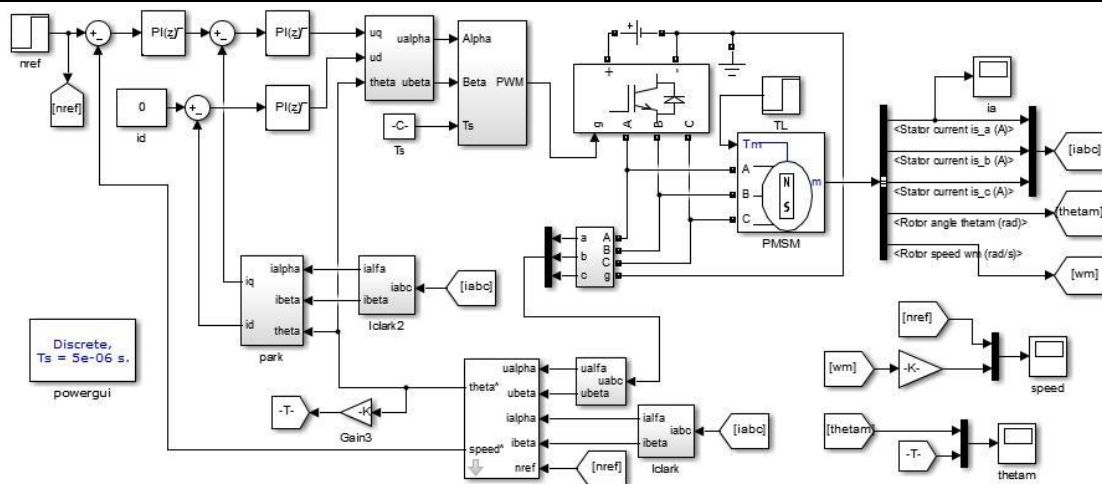 nref
[nref]
+
-
PI(z)
+
-
PI(z)
0
id
+
-
PI(z)
uq
ud
theta
ualpha
ubeta
Alpha
Beta
Ts
PWM
-C-
Ts
+
+
-
g
A
B
C
TL
Tm
A
B
C
m
N
S
PMSM
ia
<Stator current is_a (A)>
<Stator current is_b (A)>
<Stator current is_c (A)>
<Rotor angle thetam (rad)>
<Rotor speed wm (rad/s)>
[iabc]
[thetam]
[wm]
a
b
c
A
B
C
g
iq
id
ialpha
ibeta
theta
park
ialfa
ibeta
iabc
Iclark2
[iabc]
Discrete,
Ts = 5e-06 s.
powergui
-T-
-K
Gain3
theta^
speed^
ualpha
ubeta
ialpha
ibeta
nref
ualfa
ubeta
uabc
ialfa
ibeta
iabc
Iclark
[iabc]
[nref]
[nref]
[wm]
-K-
speed
[thetam]
-T-
thetam